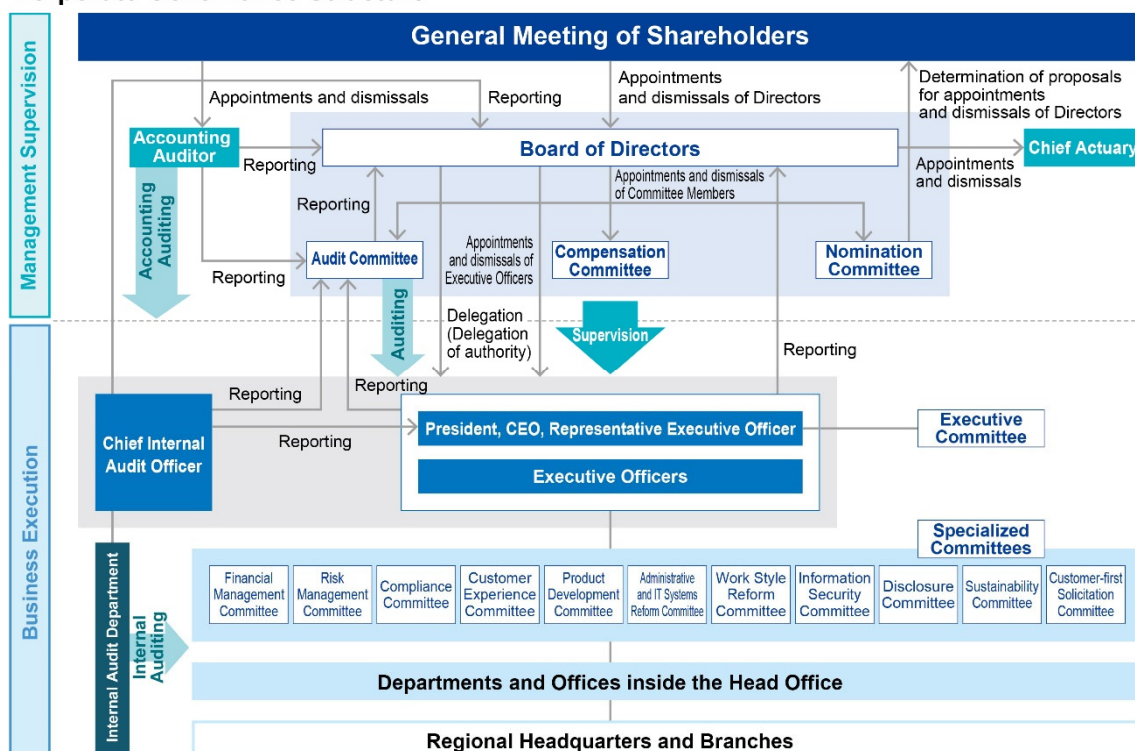 General Meeting of Shareholders
Management Supervision
Appointments and dismissals
Reporting
Appointments
and dismissals of Directors
Determination of proposals
for appointments
and dismissals of Directors
Accounting
Auditor
Reporting
Board of Directors
Chief Actuary
Appointments
and dismissals
Accounting
Auditing
Reporting
Appointments and dismissals
of Committee Members
Appointments
and dismissals of
Executive Officers
Audit Committee
Compensation
Committee
Nomination
Committee
Reporting
Auditing
Delegation
(Delegation
of authority)
Supervision
Reporting
Business Execution
Reporting
Reporting
Chief Internal
Audit Officer
Reporting
President, CEO, Representative Executive Officer
Executive Officers
Executive
Committee
Specialized
Committees
Internal Audit Department
Internal
Auditing
Financial
Management
Committee
Risk
Management
Committee
Compliance
Committee
Customer
Experience
Committee
Product
Development
Committee
Administrative
and IT Systems
Reform Committee
Work Style
Reform
Committee
Information
Security
Committee
Disclosure
Committee
Sustainability
Committee
Customer-first
Solicitation
Committee
Departments and Offices inside the Head Office
Regional Headquarters and Branches